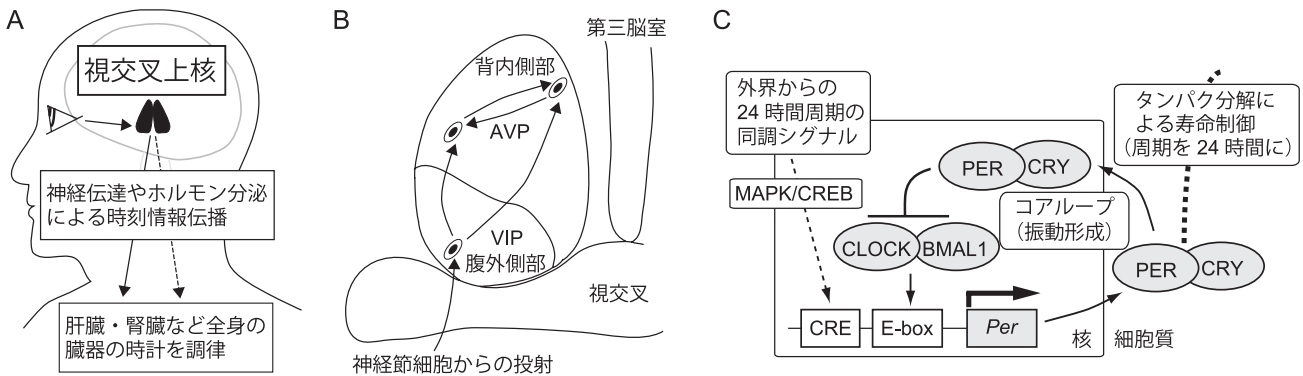 A
視交叉上核
神経伝達やホルモン分泌
による時刻情報伝播
肝臓・腎臓など全身の
臓器の時計を調律
B
第三脳室
背内側部
AVP
VIP
腹外側部
視交叉
神経節細胞からの投射
C
外界からの
24 時間周期の
同調シグナル
MAPK/CREB
タンパク分解に
よる寿命制御
(周期を 24 時間に)
PER
CRY
コアループ
(振動形成)
CLOCK
BMAL1
PER
CRY
CRE
E-box
Per
核
細胞質